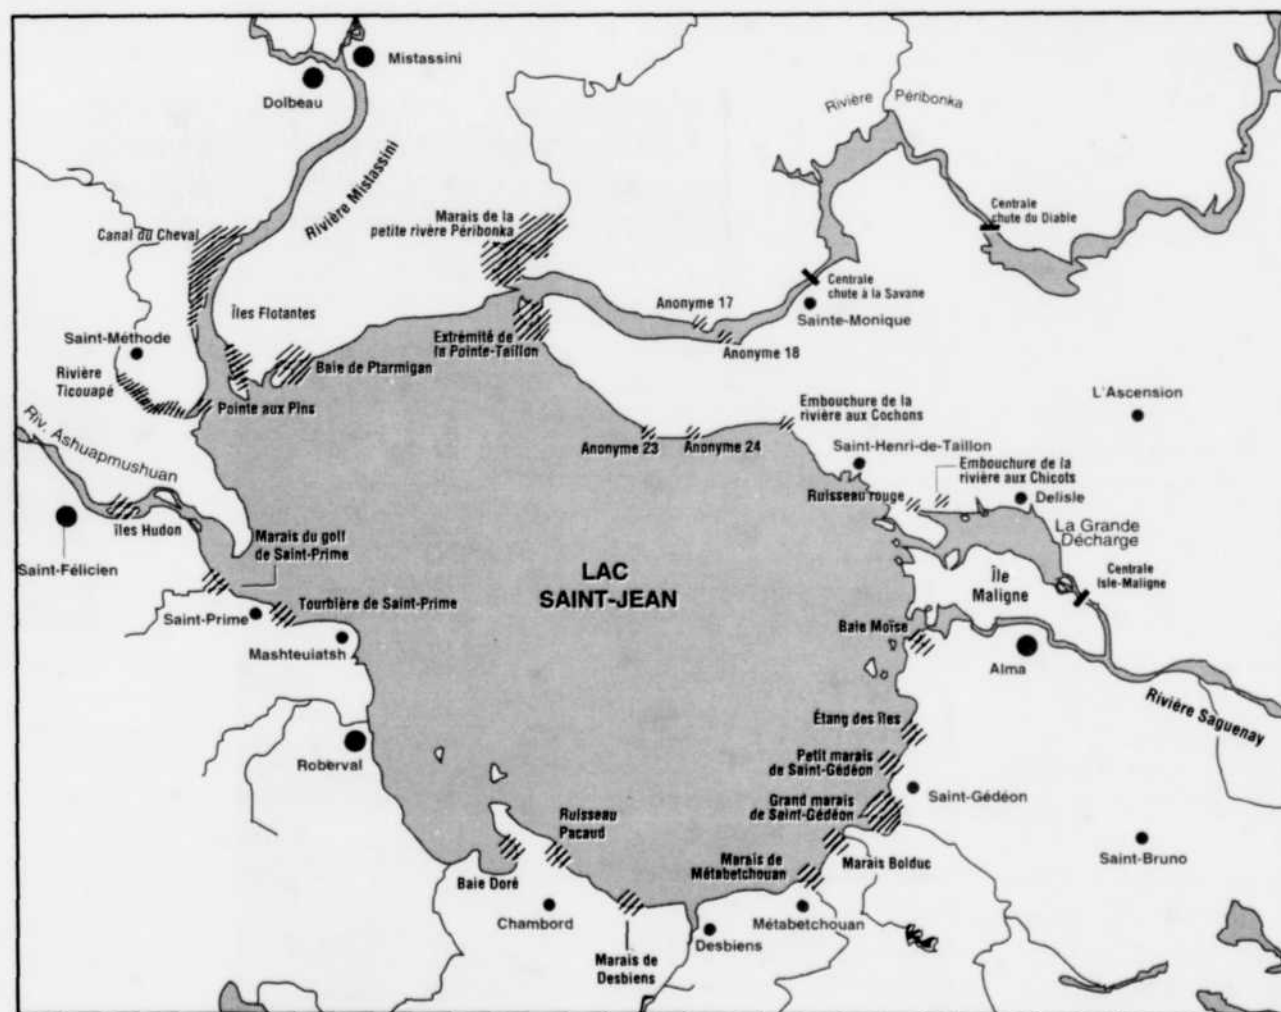 Mistassini
Dolbeau
Rivière Péribonka
Rivière Mistassini
Marais de la
petite rivère Péribonka
Canal du Cheval
Centrale
chute du Diable
Centrale
chute à la Savane
Anonyme 17
Îles Flotantes
Sainte-Monique
Saint-Méthode
Extrémité de
la Pointe-Taillon
Anonyme 18
Baie de Ptarmigan
Rivière
Ticouapé
L'Ascension
Pointe aux Pins
Embouchure de la
rivière aux Cochons
Riv. Ashuapmushuan
Anonyme 23
Anonyme 24
Saint-Henri-de-Taillon
Embouchure de la
rivière aux Chicots
Ruisseau rouge
Delisle
îles Hudon
La Grande
Décharge
Marais du golf
de Saint-Prime
Saint-Félicien
LAC
SAINT-JEAN
Île
Maligne
Centrale
Isle-Maligne
Tourbière de Saint-Prime
Saint-Prime
Baie Moïse
Mashteuiatsh
Alma
Rivière Saguenay
Étang des îles
Petit marais
de Saint-Gédéon
Roberval
Saint-Gédéon
Grand marais
de Saint-Gédéon
Ruisseau
Pacaud
Marais de
Métabetchouan
Marais Bolduc
Saint-Bruno
Baie Doré
Chambord
Métabetchouan
Desbiens
Marais de
Desbiens